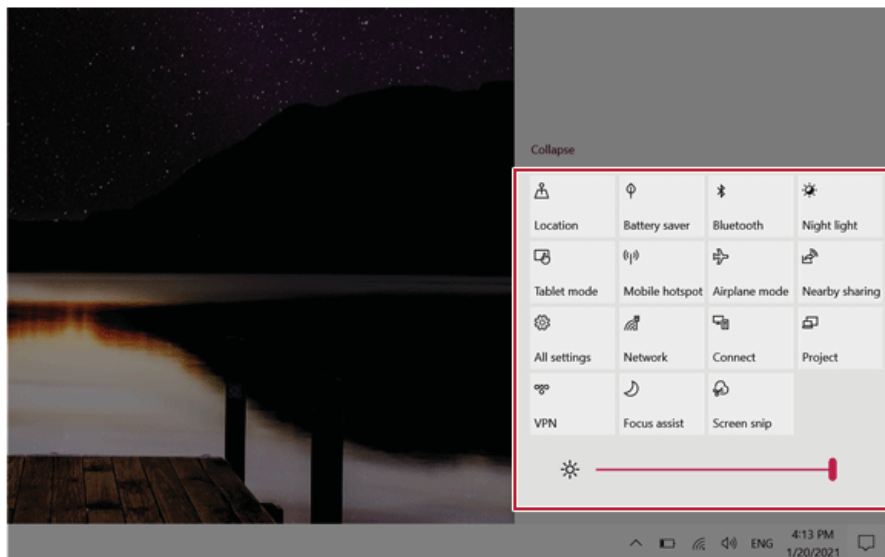 Collapse
Location
Battery saver
Bluetooth
Night light
Tablet mode
Mobile hotspot
Airplane mode
Nearby sharing
All settings
Network
Connect
Project
VPN
Focus assist
Screen snip
ENG
4:13 PM
1/20/2021